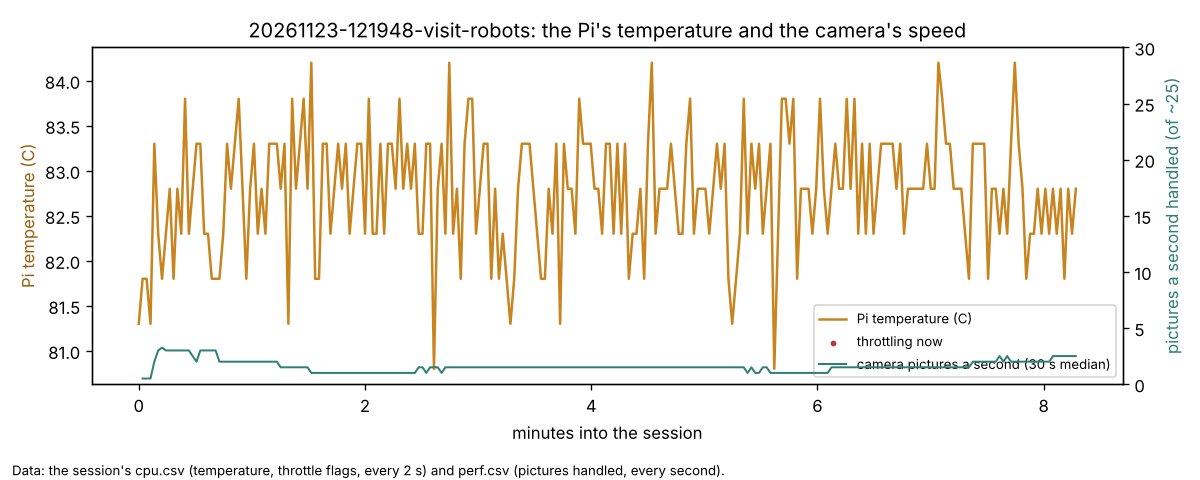 20261123-121948-visit-robots: the Pi's temperature and the camera's speed
Pi temperature (C)
84.0
83.5
83.0
82.5
82.0
81.5
81.0
30
25
20
15
10
5
0
pictures a second handled (of ~25)
Pi temperature (C)
throttling now
camera pictures a second (30 s median)
0
2
4
6
8
minutes into the session
Data: the session's cpu.csv (temperature, throttle flags, every 2 s) and perf.csv (pictures handled, every second).